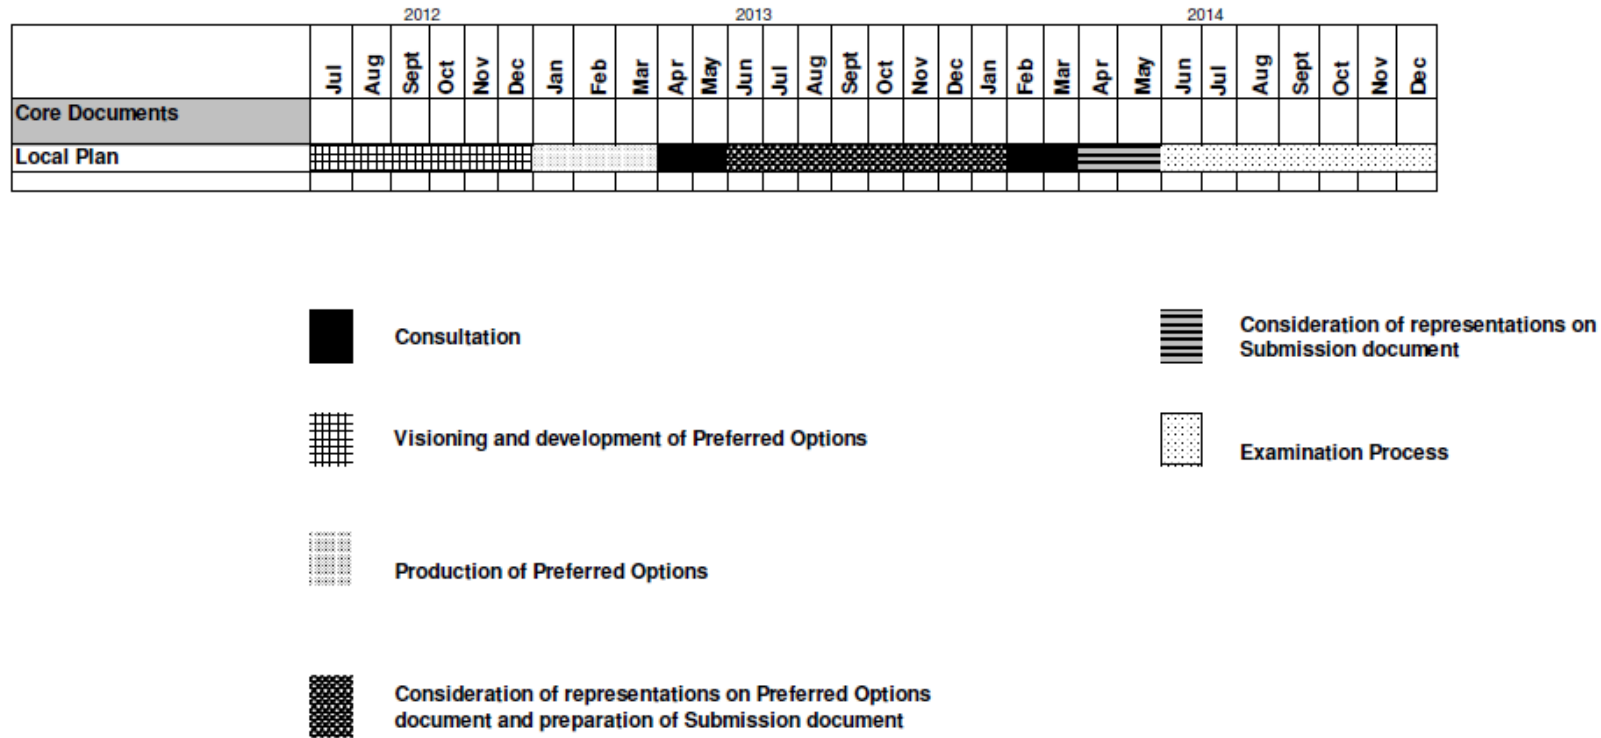 2012 2013 2014
Jul Aug Sept Oct Nov Dec Jan Feb Mar Apr May Jun Jul Aug Sept Oct Nov Dec Jan Feb Mar Apr May Jun Jul Aug Sept Oct Nov Dec
Core Documents
Local Plan
Consultation
Consideration of representations on
Submission document
Visioning and development of Preferred Options
Examination Process
Production of Preferred Options
Consideration of representations on Preferred Options
document and preparation of Submission document